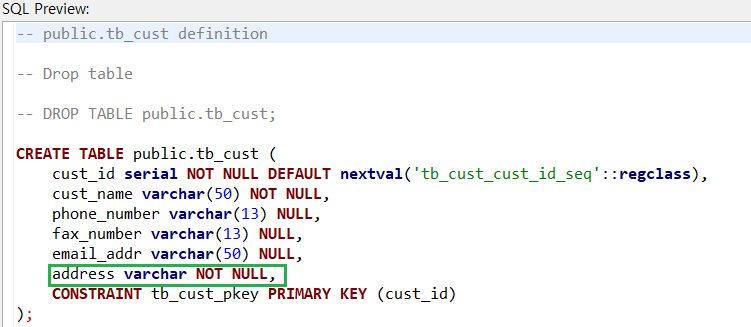 SQL Preview:
-- public.tb_cust definition
-- Drop table
-- DROP TABLE public.tb_cust;
CREATE TABLE public.tb_cust (
cust_id serial NOT NULL DEFAULT nextval('tb_cust_cust_id_seq'::regclass),
cust_name varchar(50) NOT NULL,
phone_number varchar(13) NULL,
fax_number varchar(13) NULL,
email_addr varchar(50) NULL,
address varchar NOT NULL,
CONSTRAINT tb_cust_pkey PRIMARY KEY (cust_id)
);